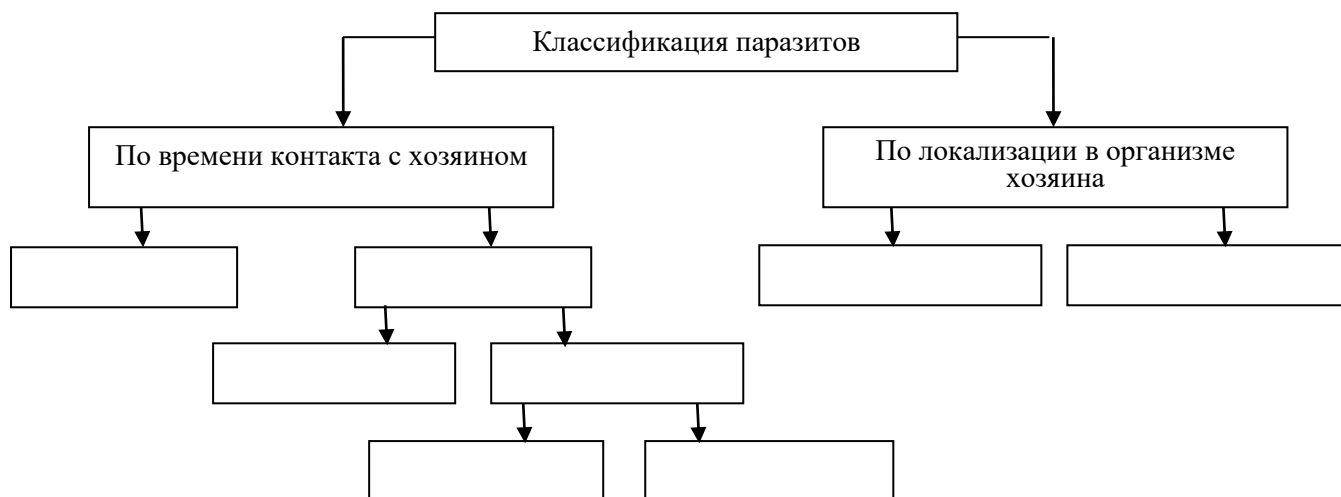 Классификация паразитов
По времени контакта с хозяином
По локализации в организме
хозяина